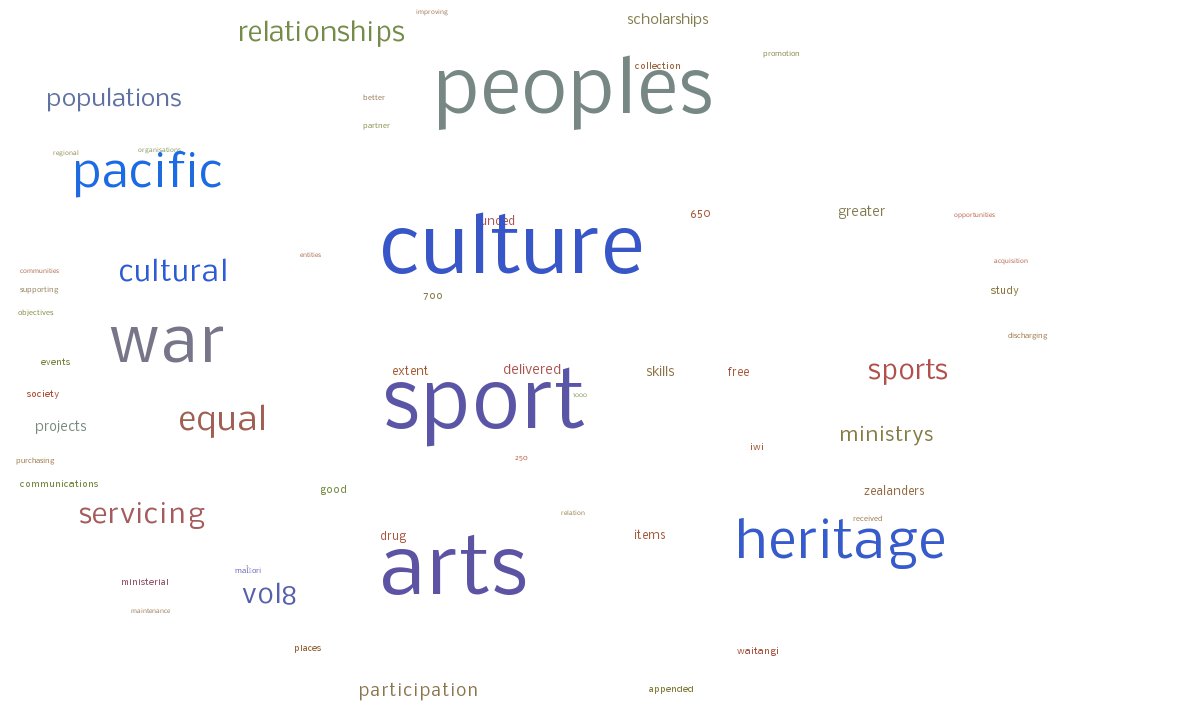 improving
relationships
scholarships
promotion
collection
peoples
populations
better
partner
regional
organisations
pacific
650
greater
opportunities
culture
entities
acquisition
communities
cultural
supporting
study
700
objectives
discharging
war
events
extent
delivered
skills
free
sports
society
1000
sport
equal
projects
ministrys
iwi
purchasing
250
communications
good
zealanders
servicing
relation
received
drug
items
heritage
arts
ministerial
vol8
maintenance
places
waitangi
participation
appended